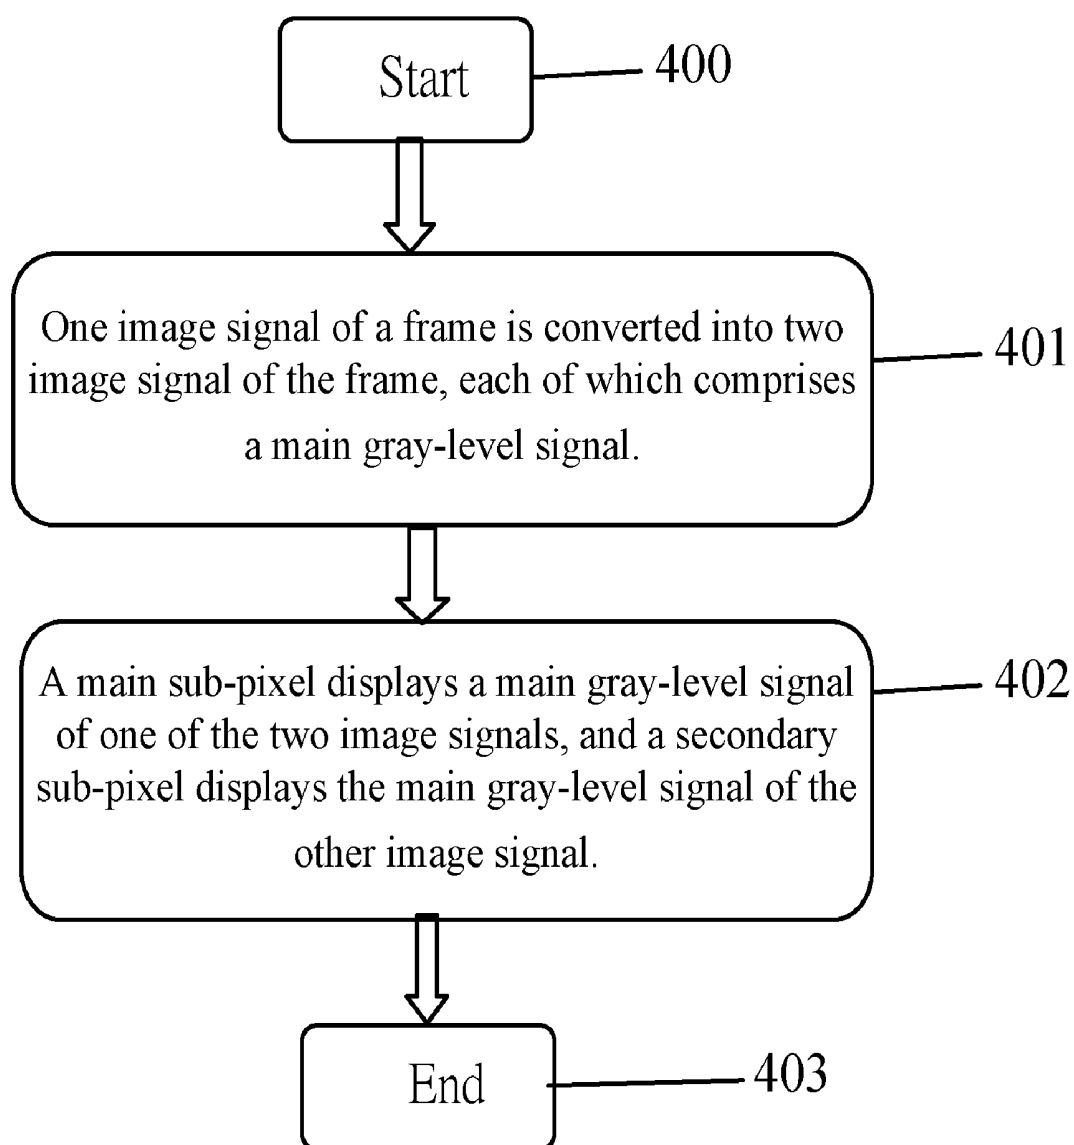 Start
400
One image signal of a frame is converted into two
image signal of the frame, each of which comprises
a main gray-level signal.
401
A main sub-pixel displays a main gray-level signal
of one of the two image signals, and a secondary
sub-pixel displays the main gray-level signal of the
other image signal.
402
End
403